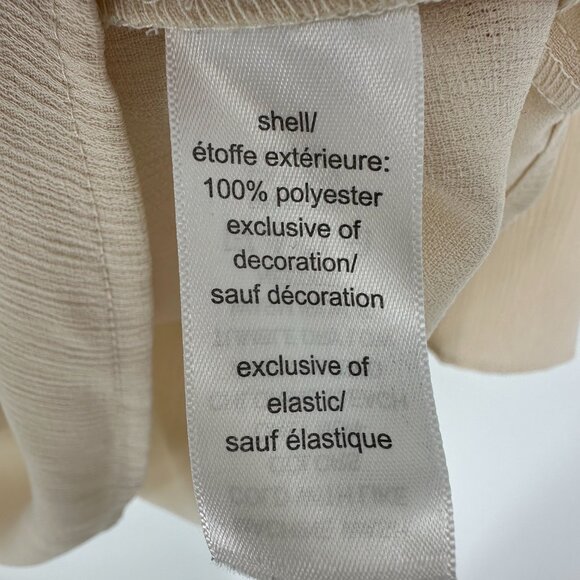 shell/
étoffe extérieure:
100% polyester
exclusive of
decoration/
sauf décoration
exclusive of
elastic/
sauf élastique